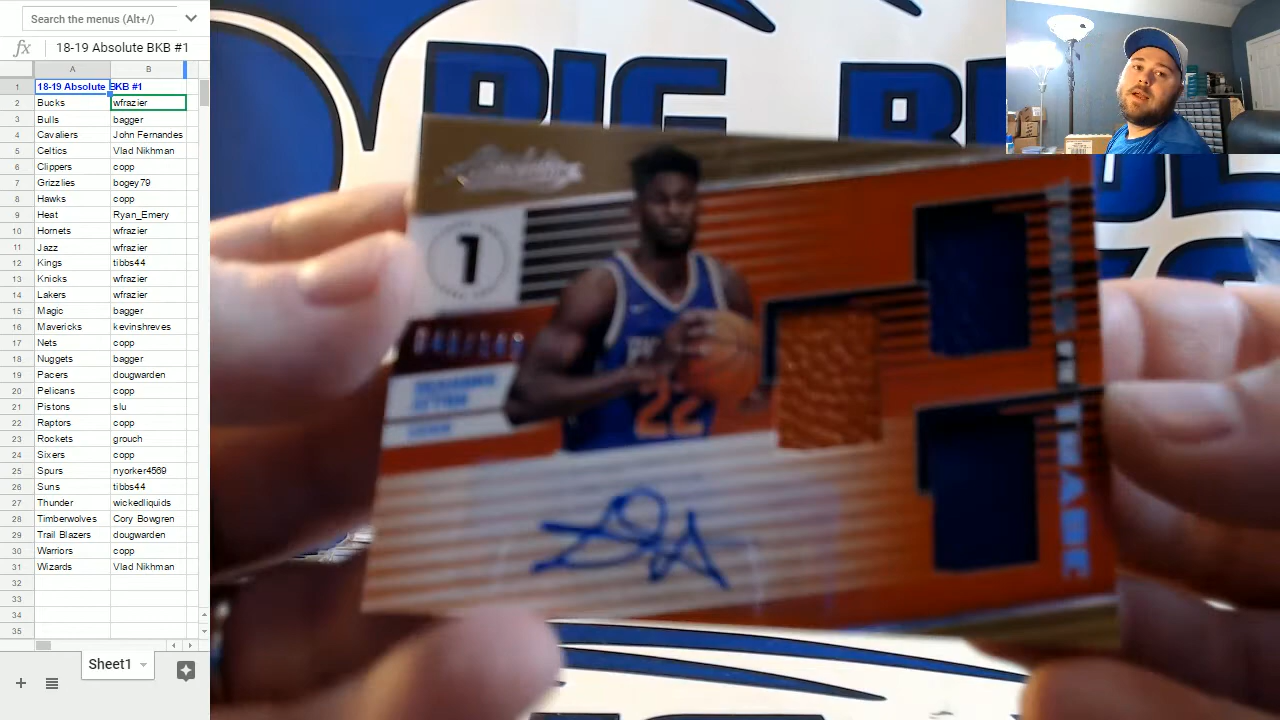 Search the menus (Alt+/)
fx 18-19 Absolute BKB #1
A B
1 18-19 Absolute BKB #1
2 Bucks wfrazier
3 Bulls bagger
4 Cavaliers John Fernandes
5 Celtics Vlad Nikhman
6 Clippers copp
7 Grizzlies bogey79
8 Hawks copp
9 Heat Ryan_Emery
10 Hornets wfrazier
11 Jazz wfrazier
12 Kings tibbs44
13 Knicks wfrazier
14 Lakers wfrazier
15 Magic bagger
16 Mavericks kevinshreves
17 Nets copp
18 Nuggets bagger
19 Pacers dougwarden
20 Pelicans copp
21 Pistons slu
22 Raptors copp
23 Rockets grouch
24 Sixers copp
25 Spurs nyorker4569
26 Suns tibbs44
27 Thunder wickedliquids
28 Timberwolves Cory Bowgren
29 Trail Blazers dougwarden
30 Warriors copp
31 Wizards Vlad Nikhman
32
33
34
35
Sheet1
BIG
1
22